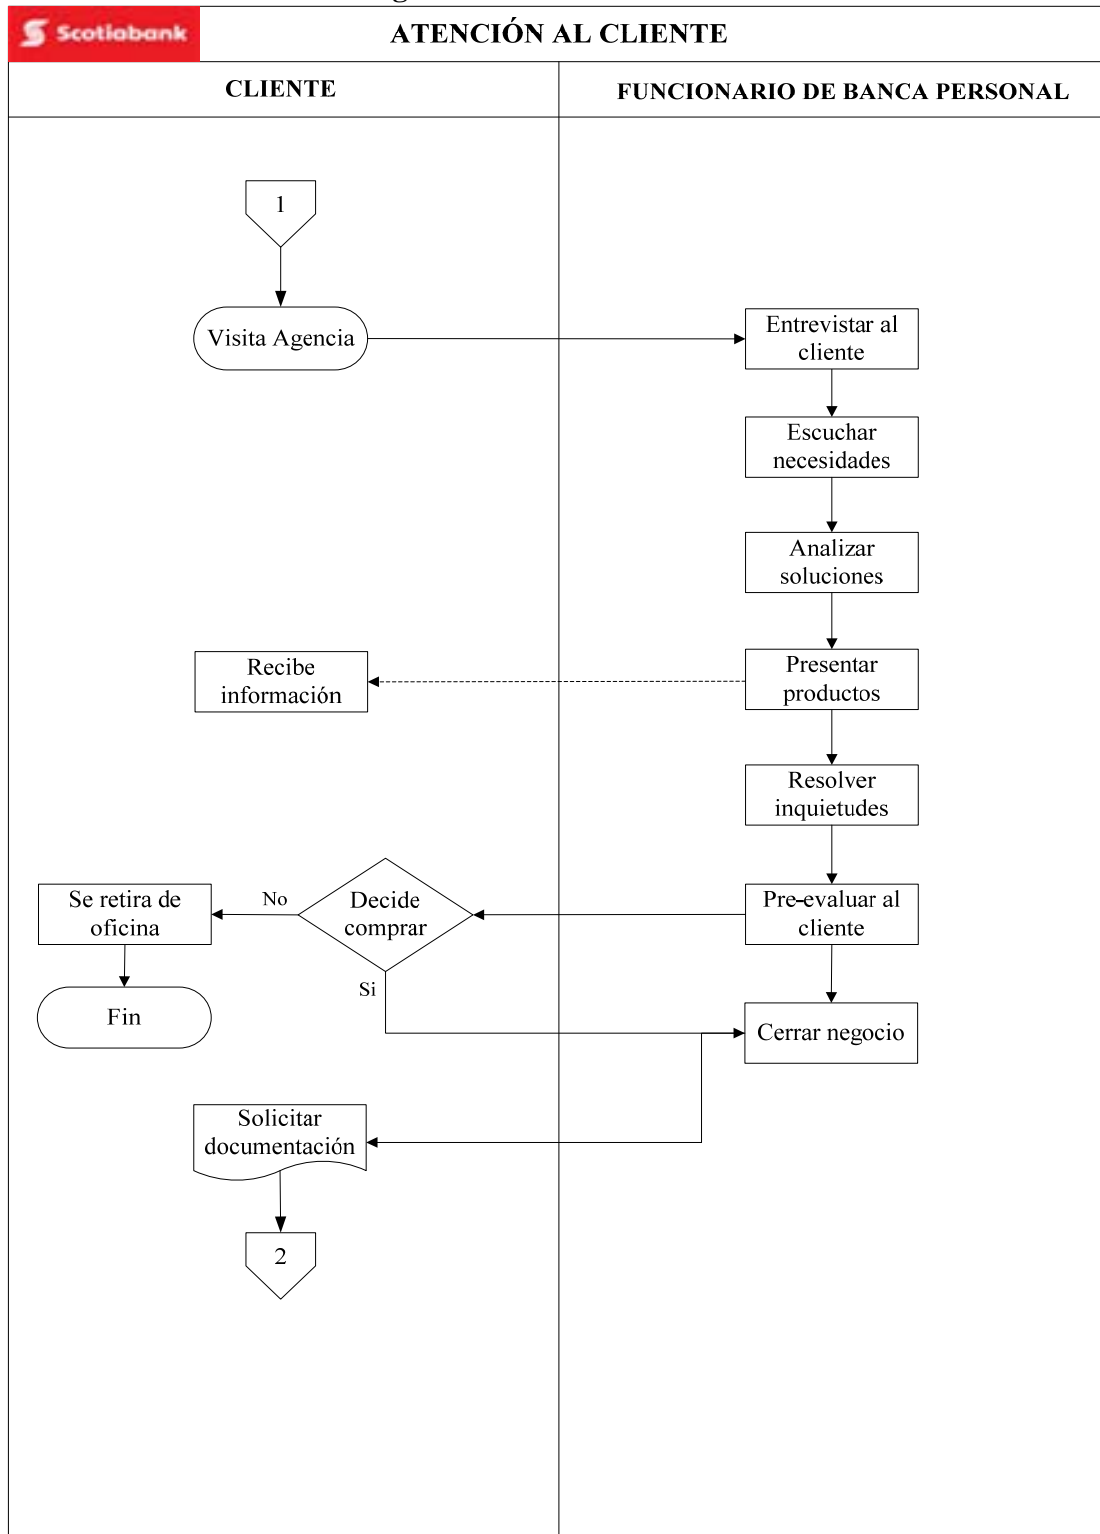 Scotiabank
ATENCIÓN AL CLIENTE
CLIENTE
FUNCIONARIO DE BANCA PERSONAL
1
Visita Agencia
Entrevistar al
cliente
Escuchar
necesidades
Analizar
soluciones
Recibe
información
Presentar
productos
Resolver
inquietudes
Se retira de
oficina
No
Decide
comprar
Pre-evaluar al
cliente
Si
Fin
Cerrar negocio
Solicitar
documentación
2